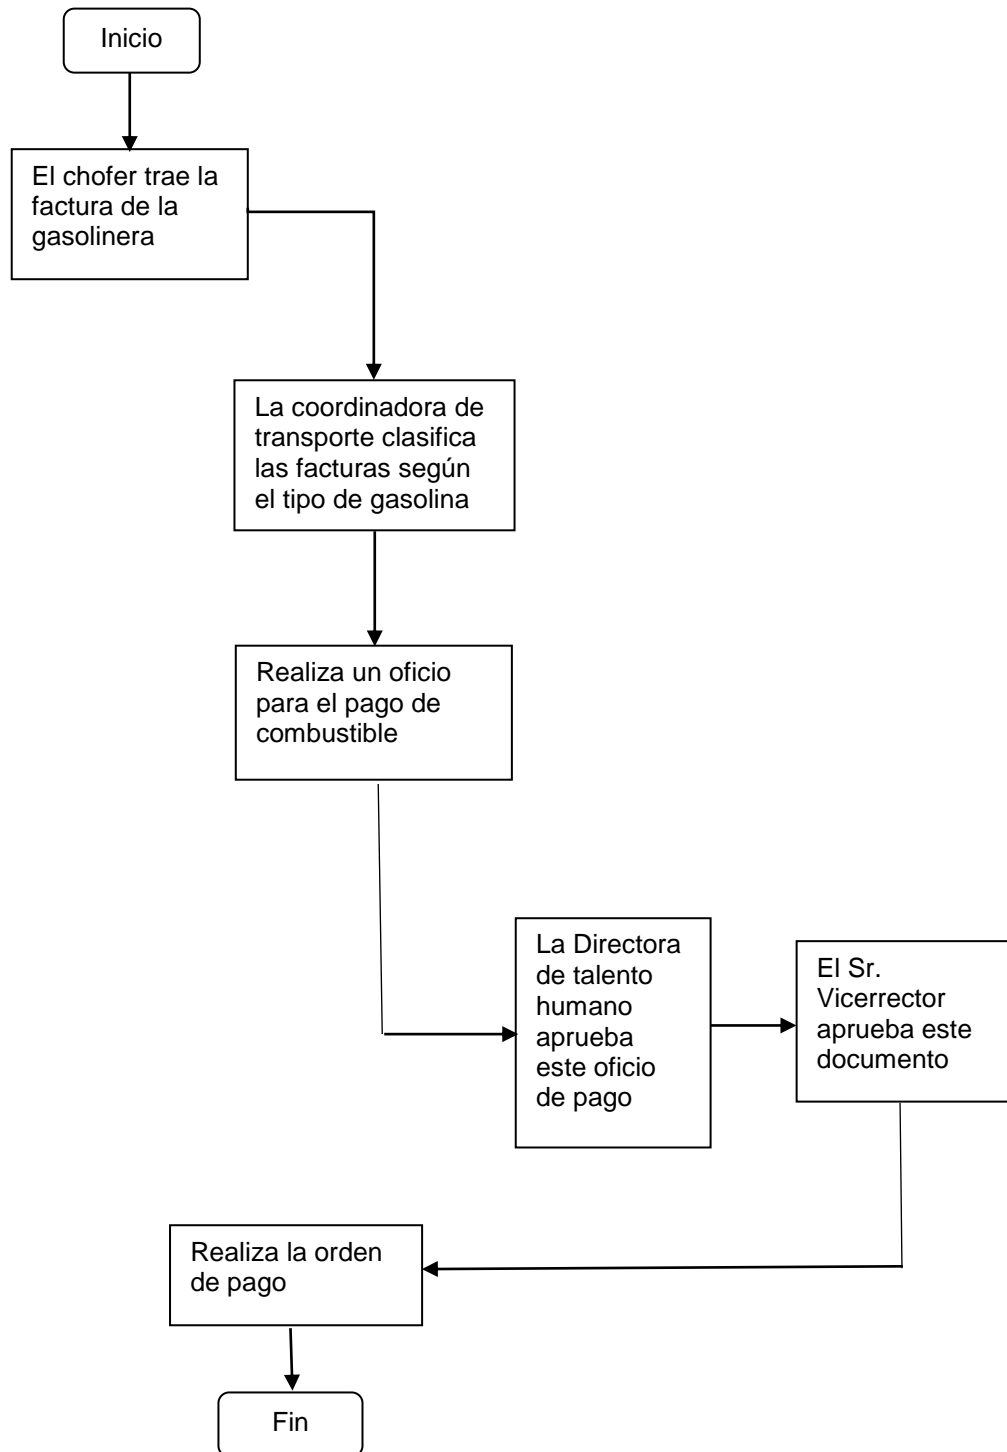 Inicio
El chofer trae la
factura de la
gasolinera
La coordinadora de
transporte clasifica
las facturas según
el tipo de gasolina
Realiza un oficio
para el pago de
combustible
La Directora
de talento
humano
aprueba
este oficio
de pago
El Sr.
Vicerrector
aprueba este
documento
Realiza la orden
de pago
Fin